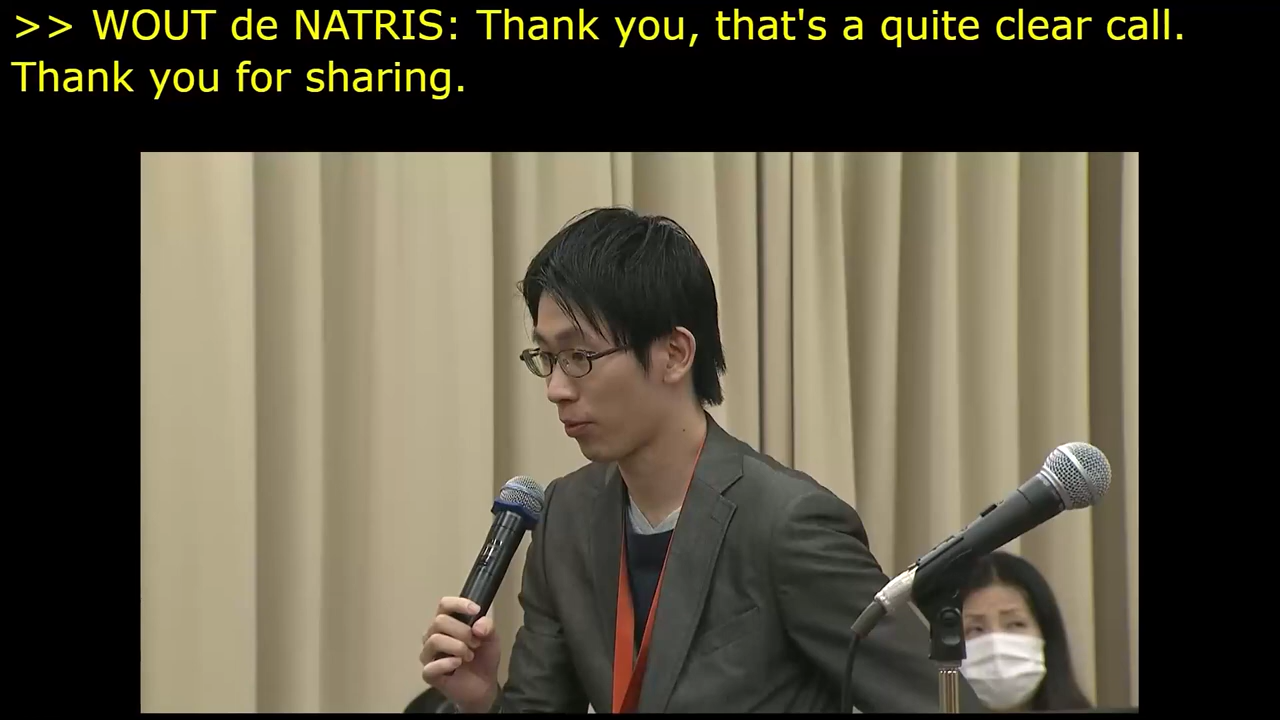 >> WOUT de NATRIS: Thank you, that's a quite clear call.
Thank you for sharing.